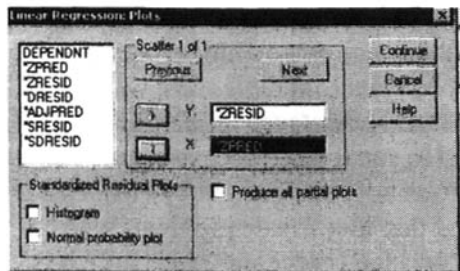 Linear Regression: Plots
DEPENDNT
*ZPRED
*ZRESID
*DRESID
*ADJPRED
*SRESID
*SDRESID
Scatter 1 of 1
Previous
Next
Y:
*ZRESID
X:
*ZPRED
Continue
Cancel
Help
Standardized Residual Plots
Histogram
Normal probability plot
Produce all partial plots